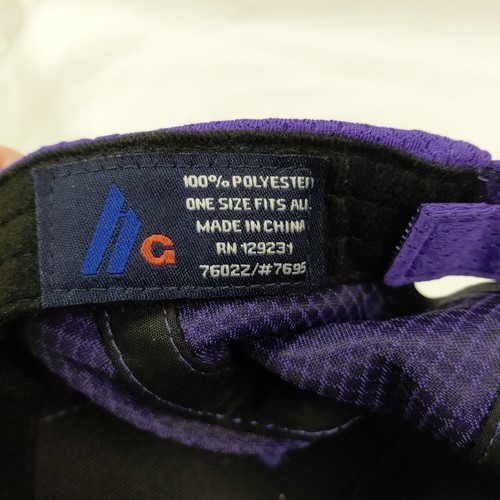 100% POLYESTER
ONE SIZE FITS ALL.
MADE IN CHINA
RN 129231
7602Z/#7695
G